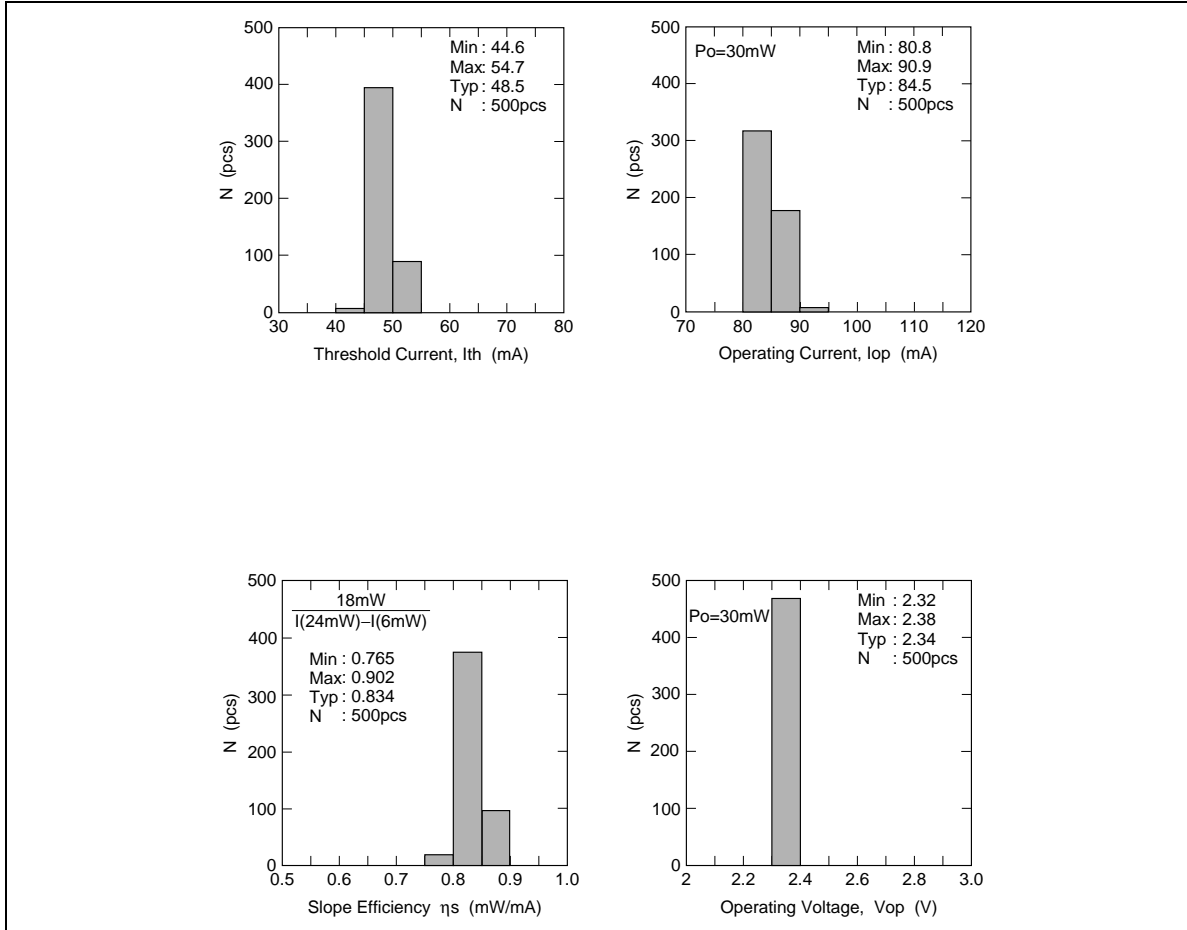 500
400
300
200
100
0
N (pcs)
Min : 44.6
Max: 54.7
Typ : 48.5
N : 500pcs
30 40 50 60 70 80
Threshold Current, Ith (mA)
500
400
300
200
100
0
N (pcs)
Po=30mW
Min : 80.8
Max: 90.9
Typ : 84.5
N : 500pcs
70 80 90 100 110 120
Operating Current, Iop (mA)
500
400
300
200
100
0
N (pcs)
18mW
I(24mW)–I(6mW)
Min : 0.765
Max: 0.902
Typ : 0.834
N : 500pcs
0.5 0.6 0.7 0.8 0.9 1.0
Slope Efficiency ηs (mW/mA)
500
400
300
200
100
0
N (pcs)
Po=30mW
Min : 2.32
Max : 2.38
Typ : 2.34
N : 500pcs
2 2.2 2.4 2.6 2.8 3.0
Operating Voltage, Vop (V)